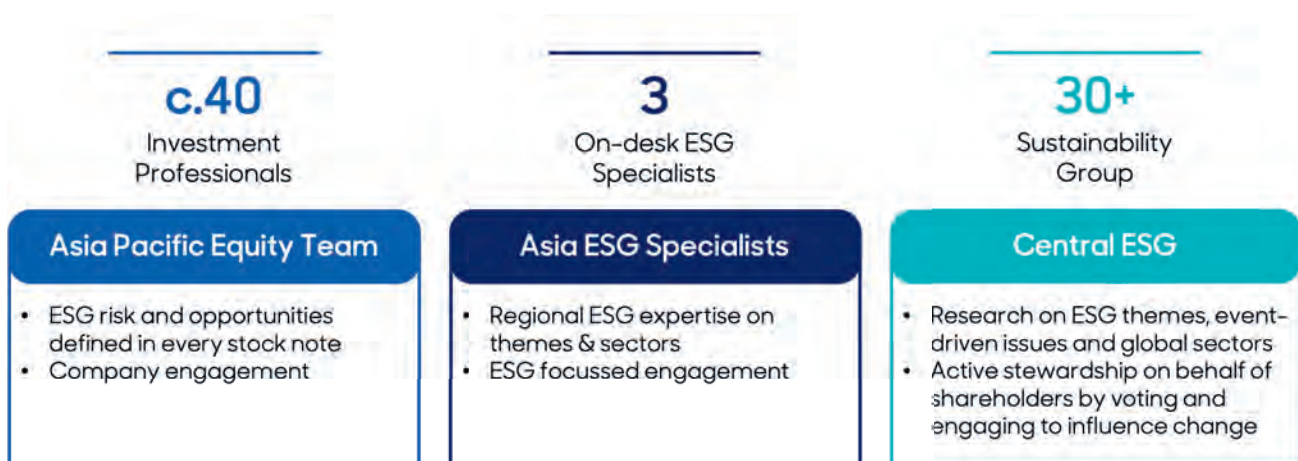 c.40
Investment
Professionals
Asia Pacific Equity Team
• ESG risk and opportunities
defined in every stock note
• Company engagement
3
On-desk ESG
Specialists
Asia ESG Specialists
• Regional ESG expertise on
themes & sectors
• ESG focussed engagement
30+
Sustainability
Group
Central ESG
• Research on ESG themes, event-
driven issues and global sectors
• Active stewardship on behalf of
shareholders by voting and
engaging to influence change